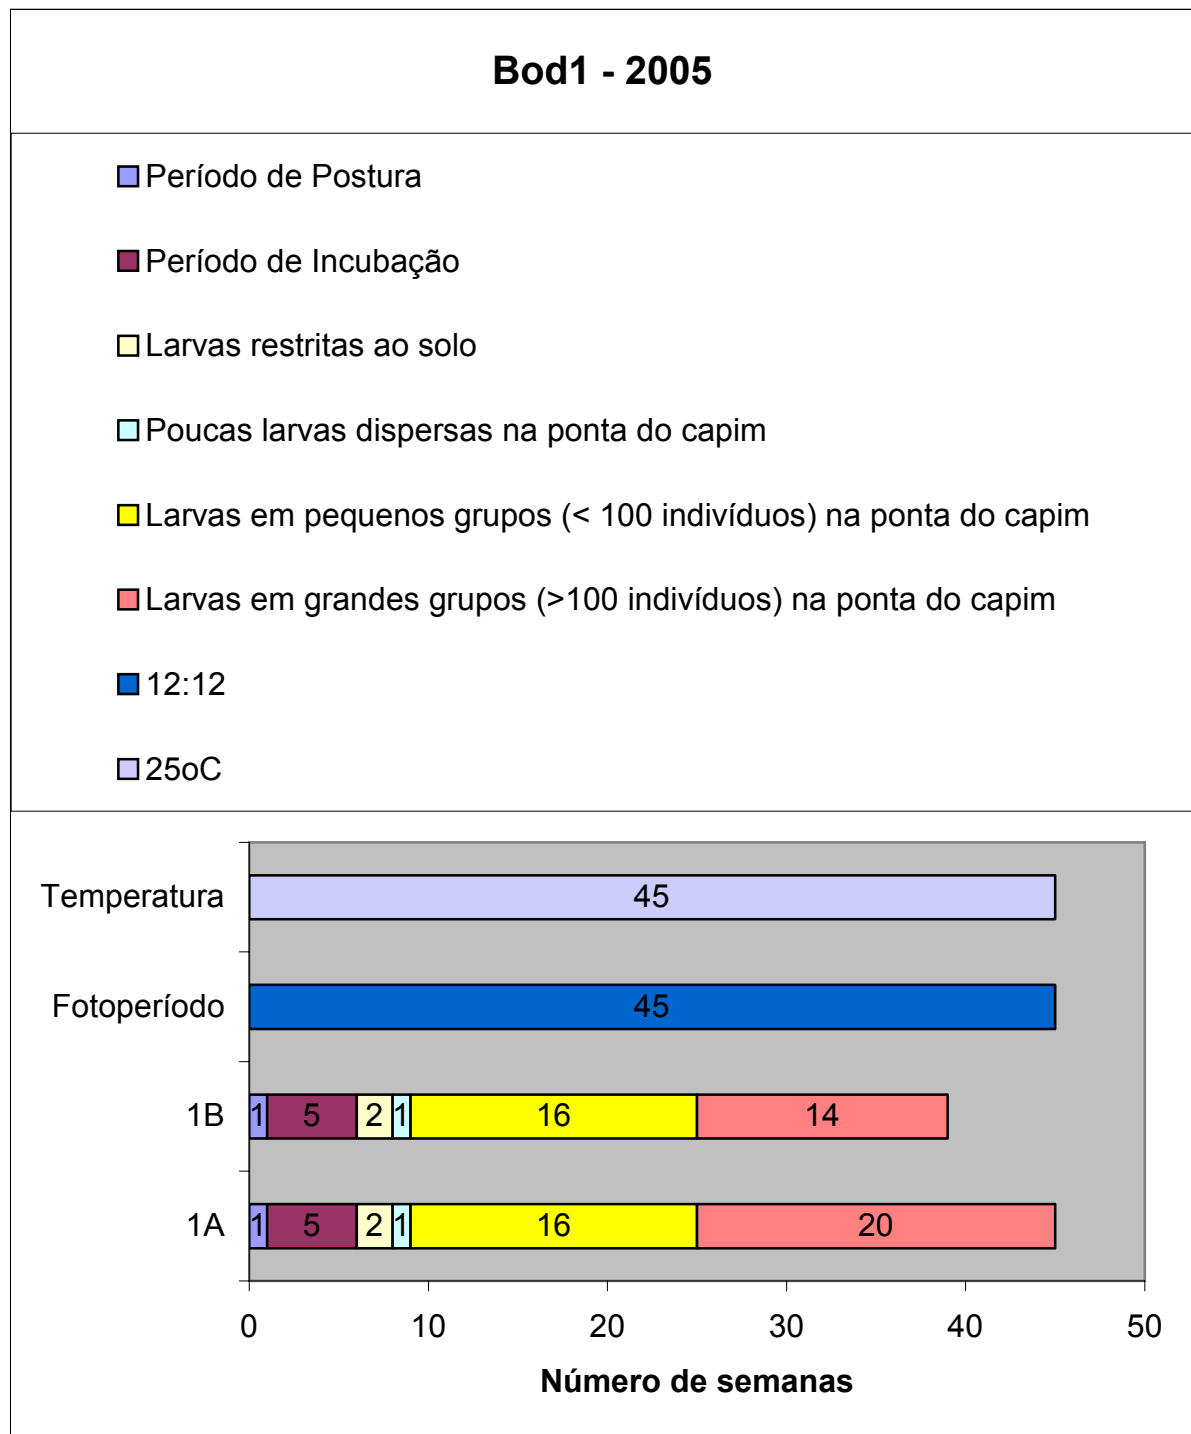 Bod1 - 2005
Período de Postura
Período de Incubação
Larvas restritas ao solo
Poucas larvas dispersas na ponta do capim
Larvas em pequenos grupos (< 100 indivíduos) na ponta do capim
Larvas em grandes grupos (>100 indivíduos) na ponta do capim
12:12
25oC
Temperatura 45
Fotoperíodo 45
1B 1 5 2 1 16 14
1A 1 5 2 1 16 20
0 10 20 30 40 50
Número de semanas